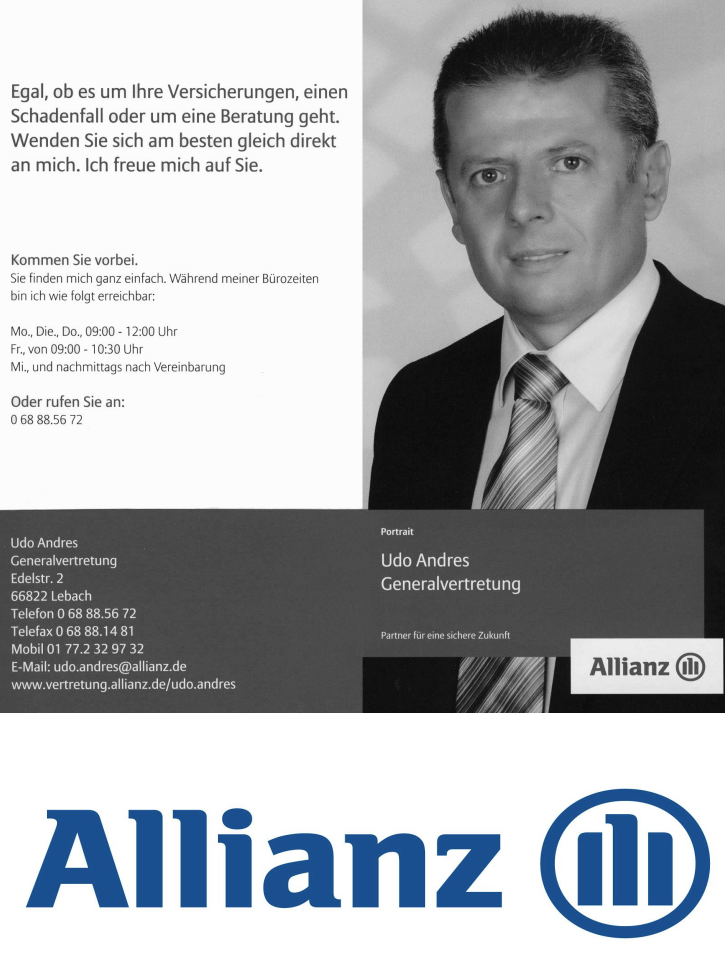 Egal, ob es um Ihre Versicherungen, einen
Schadenfall oder um eine Beratung geht.
Wenden Sie sich am besten gleich direkt
an mich. Ich freue mich auf Sie.
Kommen Sie vorbei.
Sie finden mich ganz einfach. Während meiner Bürozeiten
bin ich wie folgt erreichbar:
Mo., Die., Do., 09:00 - 12:00 Uhr
Fr., von 09:00 - 10:30 Uhr
Mi., und nachmittags nach Vereinbarung
Oder rufen Sie an:
0 68 88.56 72
Udo Andres
Generalvertretung
Edelstr. 2
66822 Lebach
Telefon 0 68 88.56 72
Telefax 0 68 88.14 81
Mobil 01 77.2 32 97 32
E-Mail: udo.andres@allianz.de
www.vertretung.allianz.de/udo.andres
Portrait
Udo Andres
Generalvertretung
Partner für eine sichere Zukunft
Allianz
Allianz